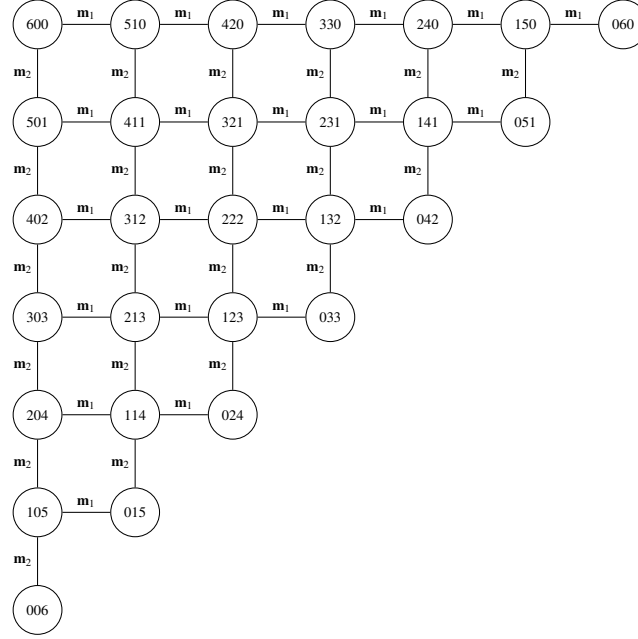 m₁ m₁ m₁ m₁ m₁ m₁
600 510 420 330 240 150 060
m₂ m₂ m₂ m₂ m₂ m₂
m₁ m₁ m₁ m₁ m₁
501 411 321 231 141 051
m₂ m₂ m₂ m₂ m₂
m₁ m₁ m₁ m₁
402 312 222 132 042
m₂ m₂ m₂ m₂
m₁ m₁ m₁
303 213 123 033
m₂ m₂ m₂
m₁ m₁
204 114 024
m₂ m₂
m₁
105 015
m₂
006